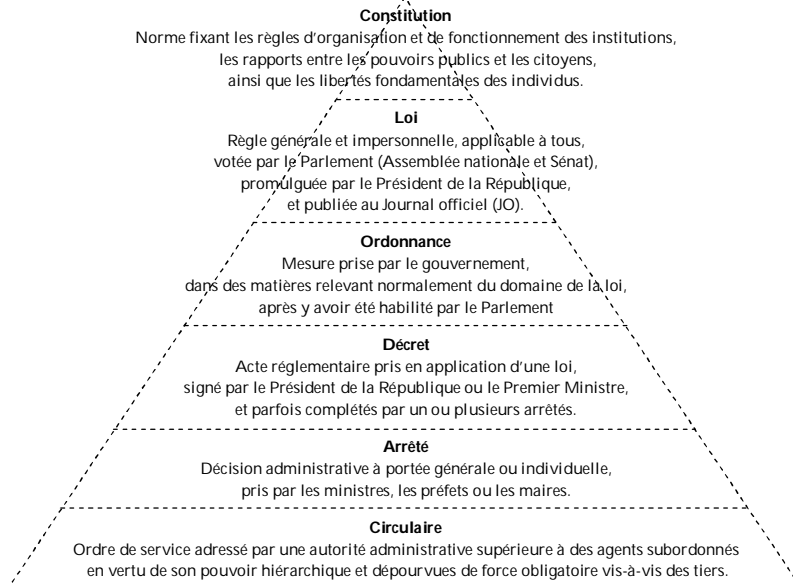 Constitution
Norme fixant les règles d'organisation et de fonctionnement des institutions,
les rapports entre les pouvoirs publics et les citoyens,
ainsi que les libertés fondamentales des individus.
Loi
Règle générale et impersonnelle, applicable à tous,
votée par le Parlement (Assemblée nationale et Sénat),
promulguée par le Président de la République,
et publiée au Journal officiel (JO).
Ordonnance
Mesure prise par le gouvernement,
dans des matières relevant normalement du domaine de la loi,
après y avoir été habilité par le Parlement
Décret
Acte réglementaire pris en application d'une loi,
signé par le Président de la République ou le Premier Ministre,
et parfois complétés par un ou plusieurs arrêtés.
Arrêté
Décision administrative à portée générale ou individuelle,
pris par les ministres, les préfets ou les maires.
Circulaire
Ordre de service adressé par une autorité administrative supérieure à des agents subordonnés
en vertu de son pouvoir hiérarchique et dépourvues de force obligatoire vis-à-vis des tiers.